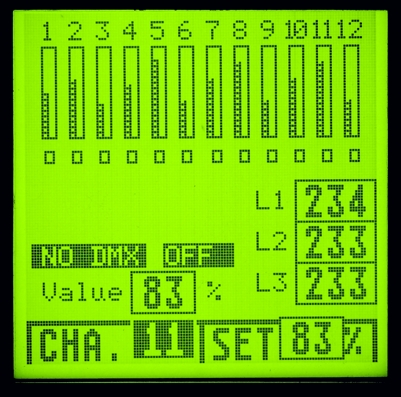 1 2 3 4 5 6 7 8 9 10 11 12
L1 234
L2 233
NO DMX OFF
L3 233
Value 83 %
CHA. 11 SET 83 %